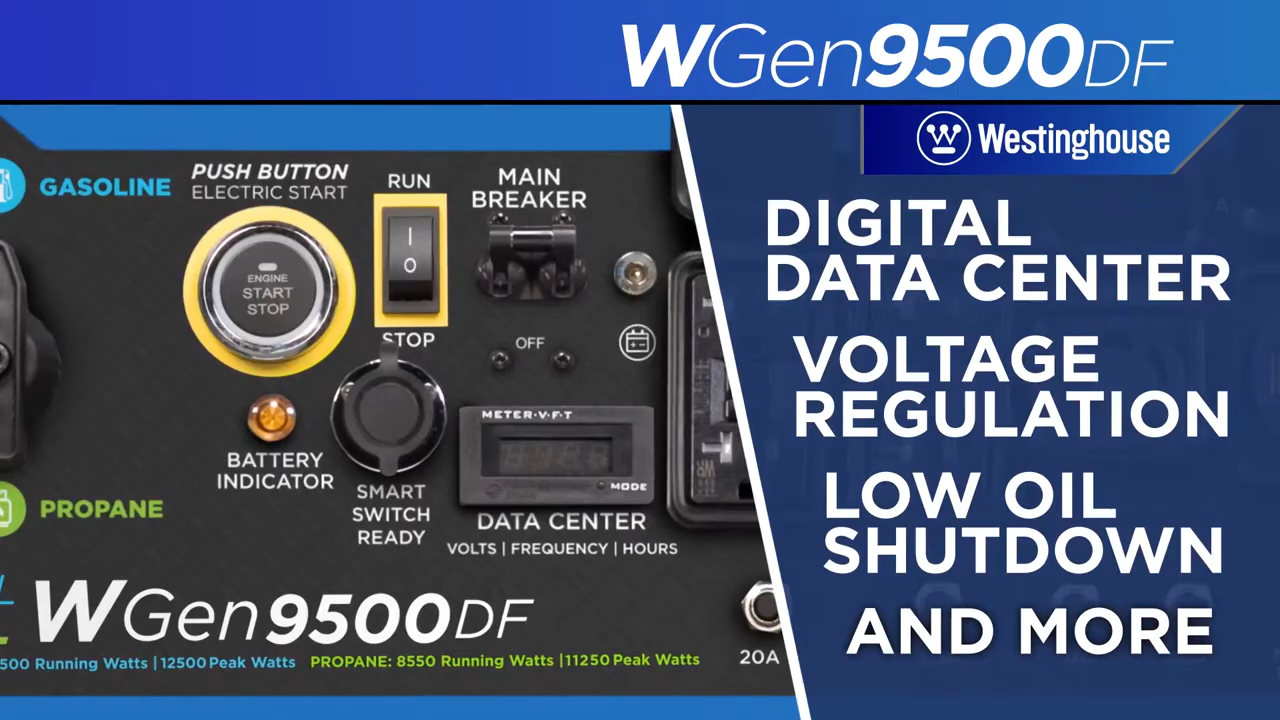 WGen9500DF
Westinghouse
GASOLINE
PUSH BUTTON
ELECTRIC START
RUN
MAIN
BREAKER
ENGINE
START
STOP
I
O
STOP
OFF
BATTERY
INDICATOR
SMART
SWITCH
READY
METER·V·F·T
MODE
DATA CENTER
VOLTS | FREQUENCY | HOURS
PROPANE
WGen9500DF
500 Running Watts | 12500 Peak Watts
PROPANE: 8550 Running Watts | 11250 Peak Watts
20A
DIGITAL
DATA CENTER
VOLTAGE
REGULATION
LOW OIL
SHUTDOWN
AND MORE